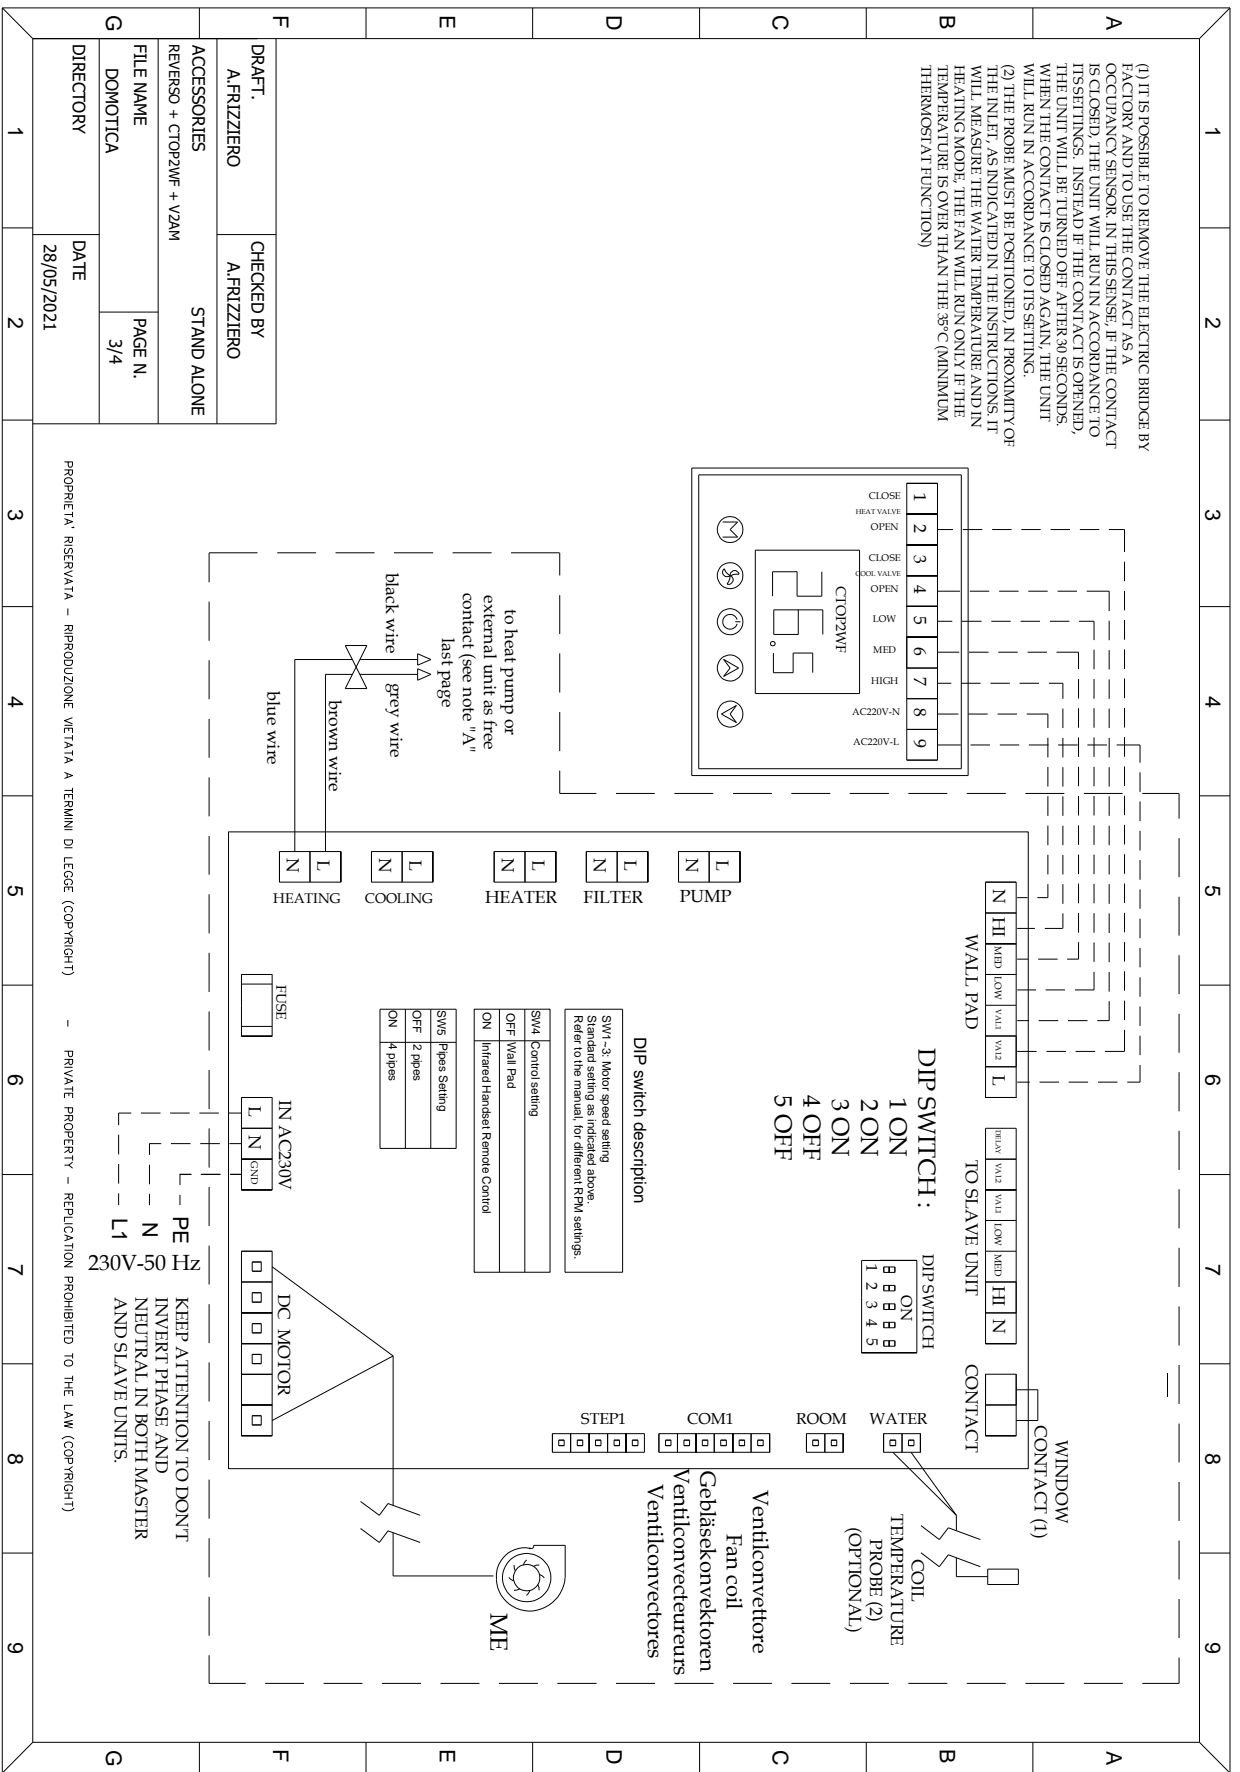 1 2 3 4 5 6 7 8 9
A
B
C
D
E
F
G
(1) IT IS POSSIBLE TO REMOVE THE ELECTRIC BRIDGE BY
FACTORY AND TO USE THE CONTACT AS A
OCCUPANCY SENSOR. IN THIS SENSE, IF THE CONTACT
IS CLOSED, THE UNIT WILL RUN IN ACCORDANCE TO
ITS SETTINGS. INSTEAD IF THE CONTACT IS OPENED,
THE UNIT WILL BE TURNED OFF AFTER 30 SECONDS.
WHEN THE CONTACT IS CLOSED AGAIN, THE UNIT
WILL RUN IN ACCORDANCE TO ITS SETTING.
(2) THE PROBE MUST BE POSITIONED, IN PROXIMITY OF
THE INLET, AS INDICATED IN THE INSTRUCTIONS. IT
WILL MEASURE THE WATER TEMPERATURE AND IN
HEATING MODE, THE FAN WILL RUN ONLY IF THE
TEMPERATURE IS OVER THAN THE 35°C (MINIMUM
THERMOSTAT FUNCTION)
1 2 3 4 5 6 7 8 9
CLOSE
HEAT VALVE
OPEN
CLOSE
COOL VALVE
OPEN
LOW
MED
HIGH
AC220V-N
AC220V-L
CTOP2WF
26.5
M
N HI MED LOW VAL1 VAL2 L
WALL PAD
DELAY VAL2 VAL1 LOW MED HI N
TO SLAVE UNIT
CONTACT
WINDOW
CONTACT (1)
DIP SWITCH :
1 ON
2 ON
3 ON
4 OFF
5 OFF
DIP SWITCH
ON
1 2 3 4 5
WATER
ROOM
COM1
STEP1
COIL
TEMPERATURE
PROBE (2)
(OPTIONAL)
Ventilconvettore
Fan coil
Gebläsekonvektoren
Ventilconvecteureurs
Ventilconvectores
ME
N L
PUMP
N L
FILTER
N L
HEATER
N L
COOLING
N L
HEATING
DIP switch description
SW1~3: Motor speed setting
Standard setting as indicated above.
Refer to the manual, for different RPM settings.
SW4 Control setting
OFF Wall Pad
ON Infrared Handset Remote Control
SW5 Pipes Setting
OFF 2 pipes
ON 4 pipes
to heat pump or
external unit as free
contact (see note "A"
last page
black wire
grey wire
brown wire
blue wire
FUSE
IN AC230V
L N GND
DC MOTOR
PE
N
L1
230V-50 Hz
KEEP ATTENTION TO DON'T
INVERT PHASE AND
NEUTRAL IN BOTH MASTER
AND SLAVE UNITS.
DRAFT.
A.FRIZZIERO
CHECKED BY
A.FRIZZIERO
ACCESSORIES
REVERSO + CTOP2WF + V2AM
STAND ALONE
FILE NAME
DOMOTICA
PAGE N.
3/4
DIRECTORY
DATE
28/05/2021
PROPRIETA' RISERVATA - RIPRODUZIONE VIETATA A TERMINI DI LEGGE (COPYRIGHT) - PRIVATE PROPERTY - REPLICATION PROHIBITED TO THE LAW (COPYRIGHT)
1 2 3 4 5 6 7 8 9
A
B
C
D
E
F
G